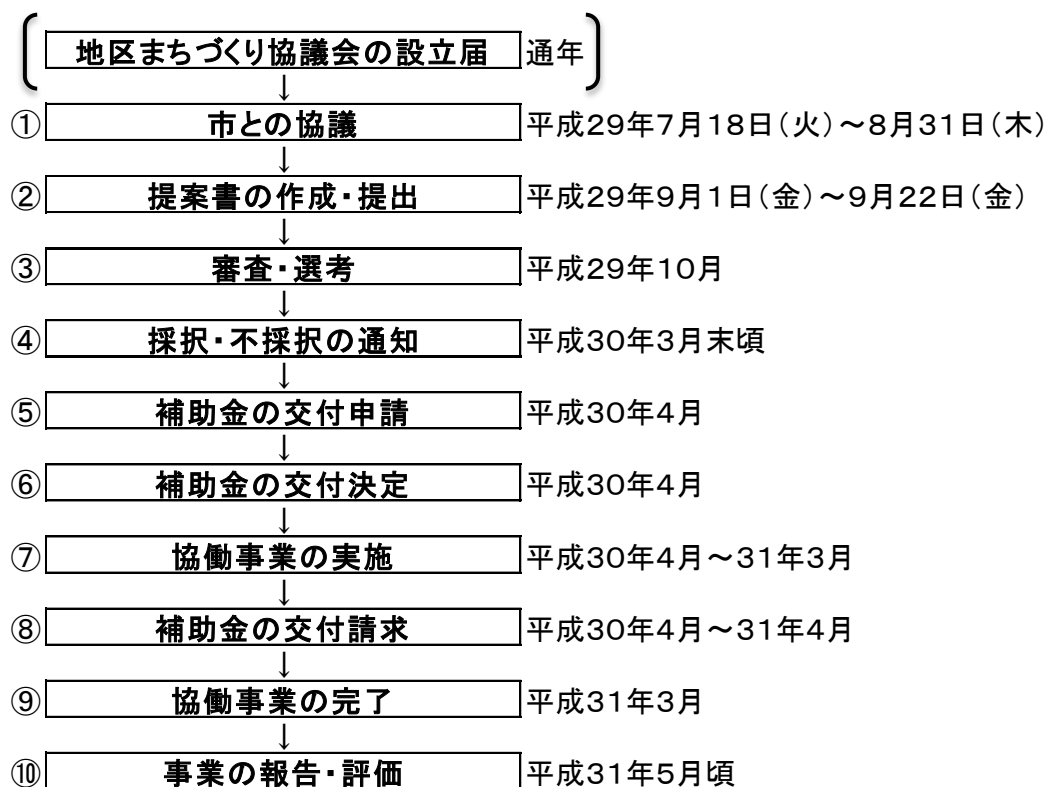 地区まちづくり協議会の設立届 通年
↓
① 市との協議 平成29年7月18日(火)～8月31日(木)
↓
② 提案書の作成・提出 平成29年9月1日(金)～9月22日(金)
↓
③ 審査・選考 平成29年10月
↓
④ 採択・不採択の通知 平成30年3月末頃
↓
⑤ 補助金の交付申請 平成30年4月
↓
⑥ 補助金の交付決定 平成30年4月
↓
⑦ 協働事業の実施 平成30年4月～31年3月
↓
⑧ 補助金の交付請求 平成30年4月～31年4月
↓
⑨ 協働事業の完了 平成31年3月
↓
⑩ 事業の報告・評価 平成31年5月頃